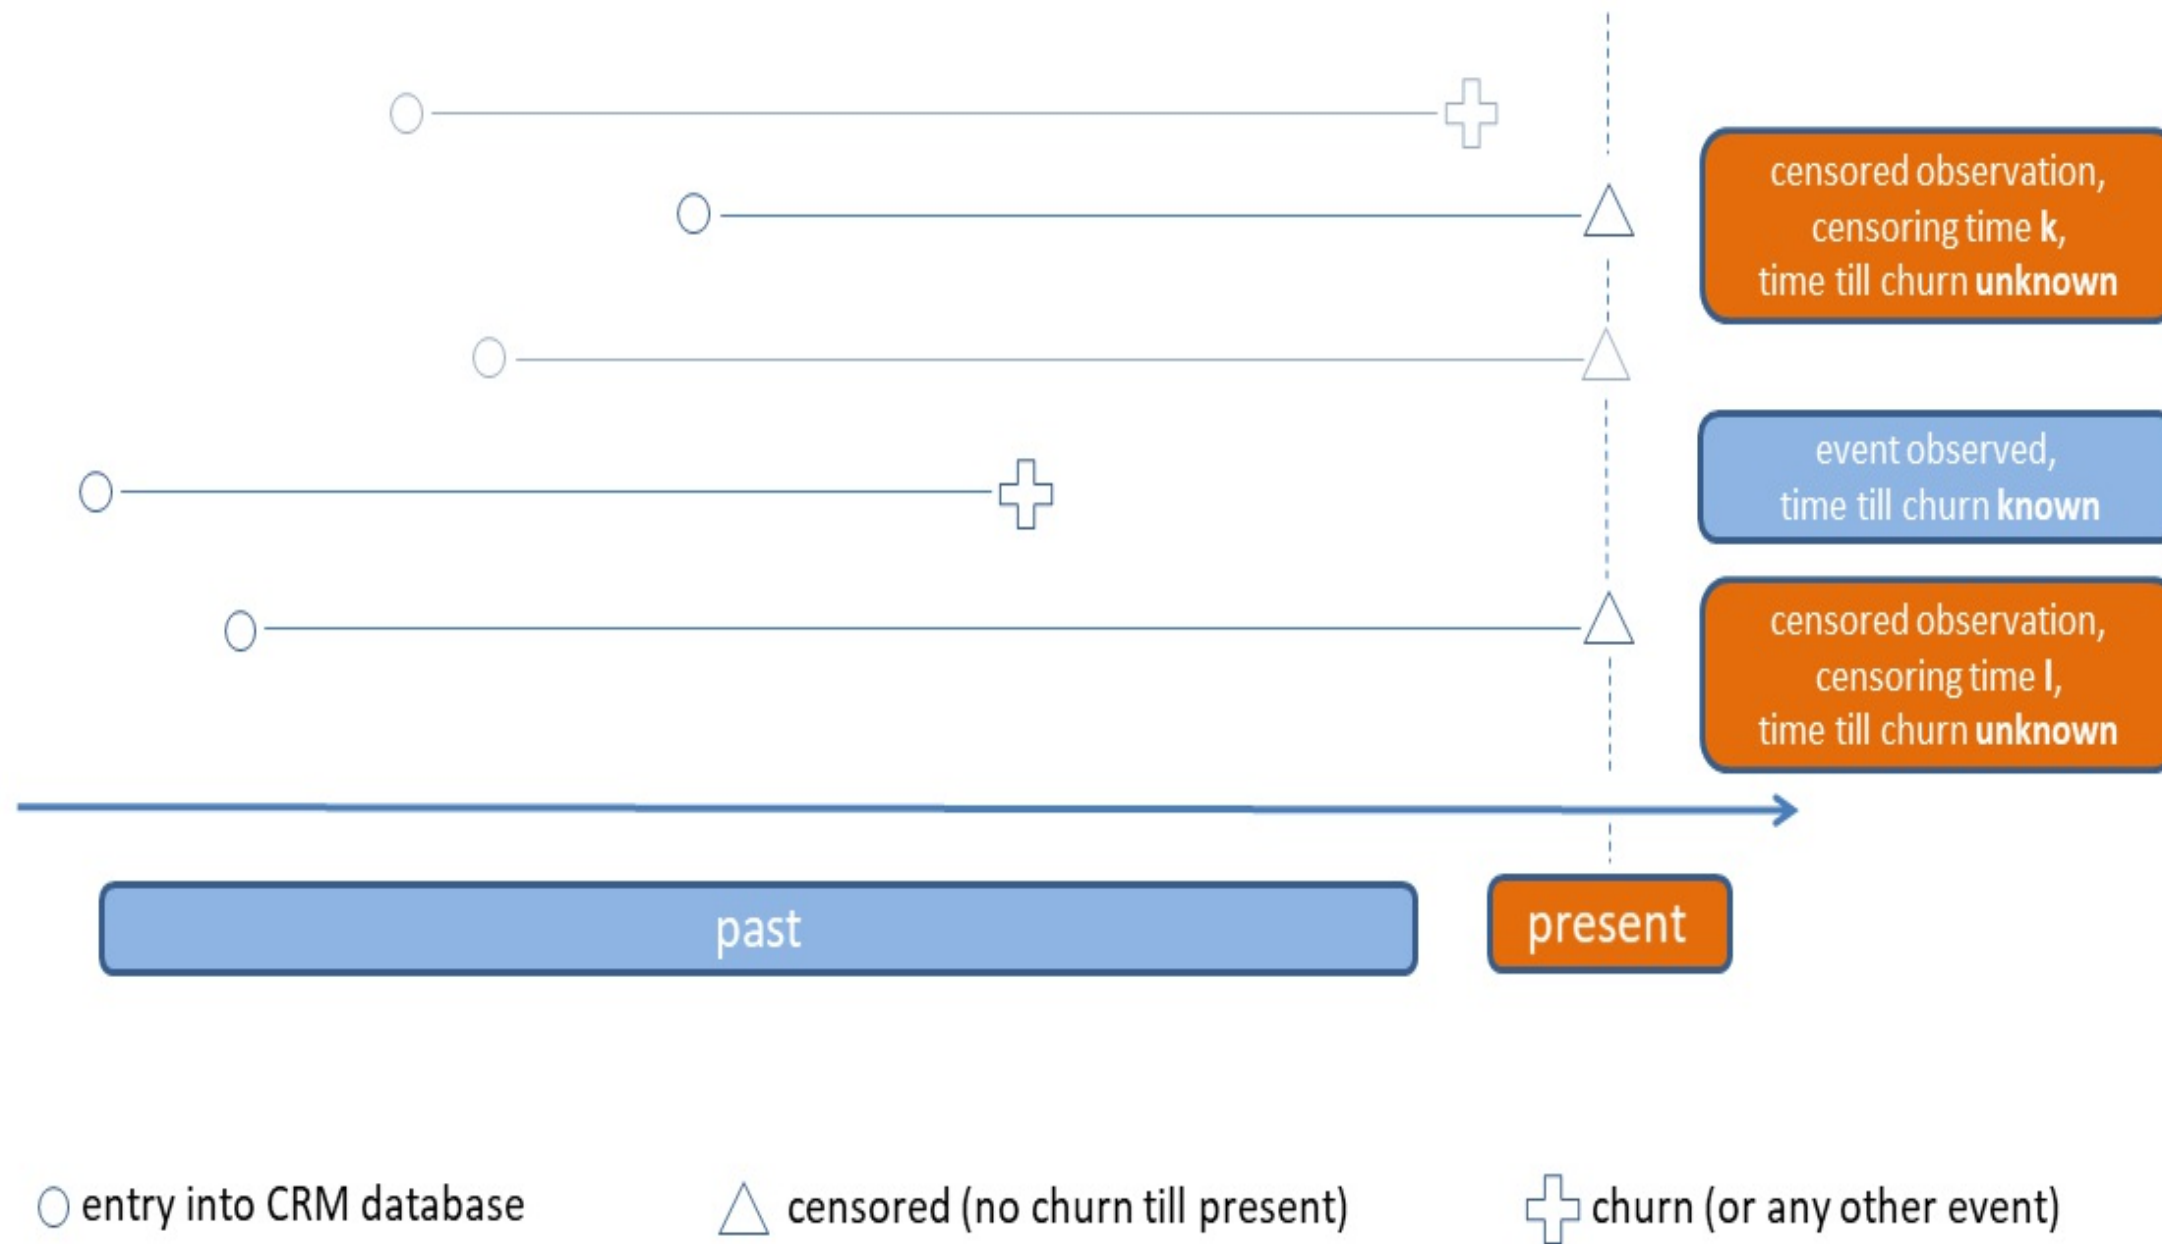 censored observation,
censoring time k,
time till churn unknown
event observed,
time till churn known
censored observation,
censoring time l,
time till churn unknown
past
present
entry into CRM database
censored (no churn till present)
churn (or any other event)